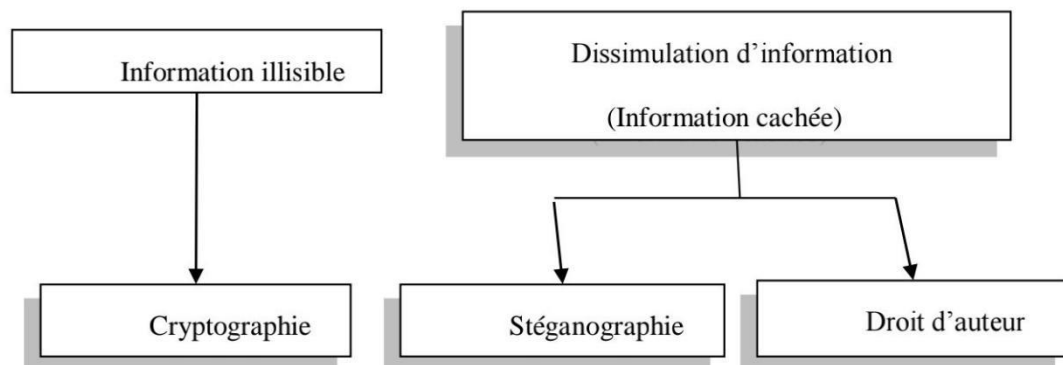 Information illisible
Dissimulation d’information
(Information cachée)
Cryptographie
Stéganographie
Droit d’auteur